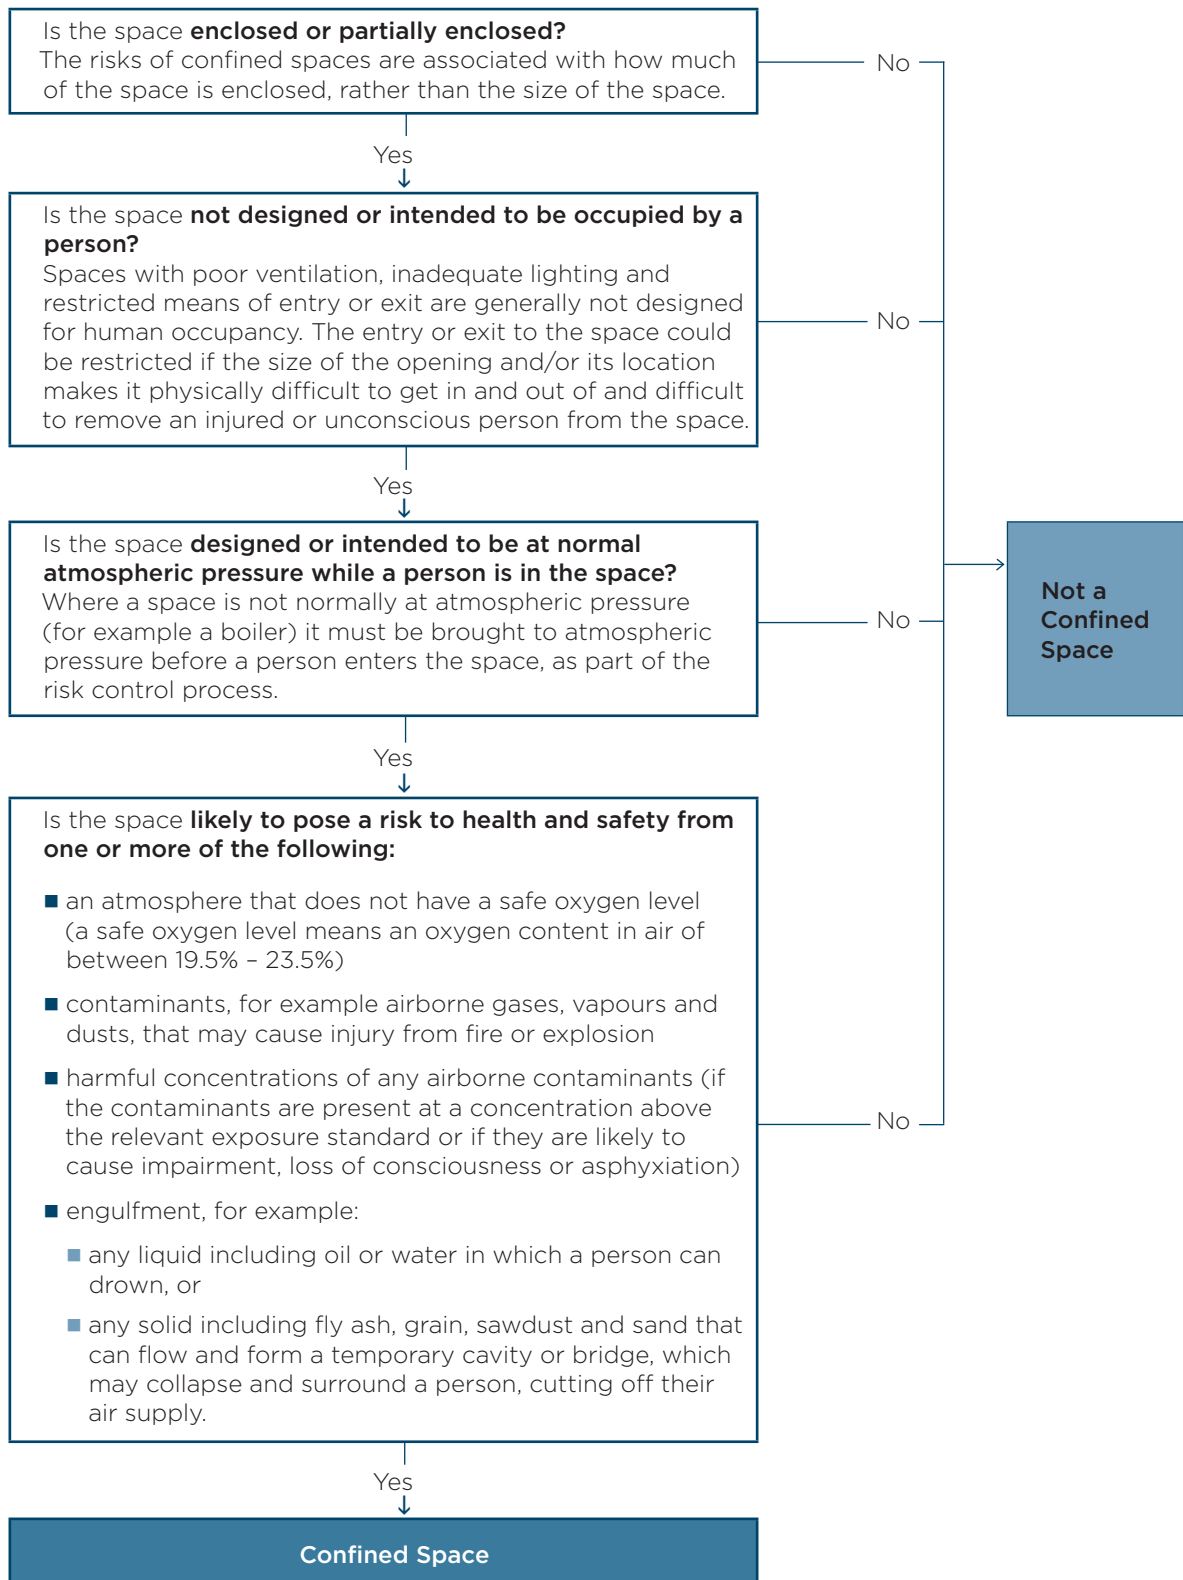 Is the space enclosed or partially enclosed?
The risks of confined spaces are associated with how much
of the space is enclosed, rather than the size of the space.
No
Yes
Is the space not designed or intended to be occupied by a
person?
Spaces with poor ventilation, inadequate lighting and
restricted means of entry or exit are generally not designed
for human occupancy. The entry or exit to the space could
be restricted if the size of the opening and/or its location
makes it physically difficult to get in and out of and difficult
to remove an injured or unconscious person from the space.
No
Yes
Is the space designed or intended to be at normal
atmospheric pressure while a person is in the space?
Where a space is not normally at atmospheric pressure
(for example a boiler) it must be brought to atmospheric
pressure before a person enters the space, as part of the
risk control process.
No
Not a
Confined
Space
Yes
Is the space likely to pose a risk to health and safety from
one or more of the following:
■ an atmosphere that does not have a safe oxygen level
(a safe oxygen level means an oxygen content in air of
between 19.5% – 23.5%)
■ contaminants, for example airborne gases, vapours and
dusts, that may cause injury from fire or explosion
■ harmful concentrations of any airborne contaminants (if
the contaminants are present at a concentration above
the relevant exposure standard or if they are likely to
cause impairment, loss of consciousness or asphyxiation)
No
■ engulfment, for example:
■ any liquid including oil or water in which a person can
drown, or
■ any solid including fly ash, grain, sawdust and sand that
can flow and form a temporary cavity or bridge, which
may collapse and surround a person, cutting off their
air supply.
Yes
Confined Space